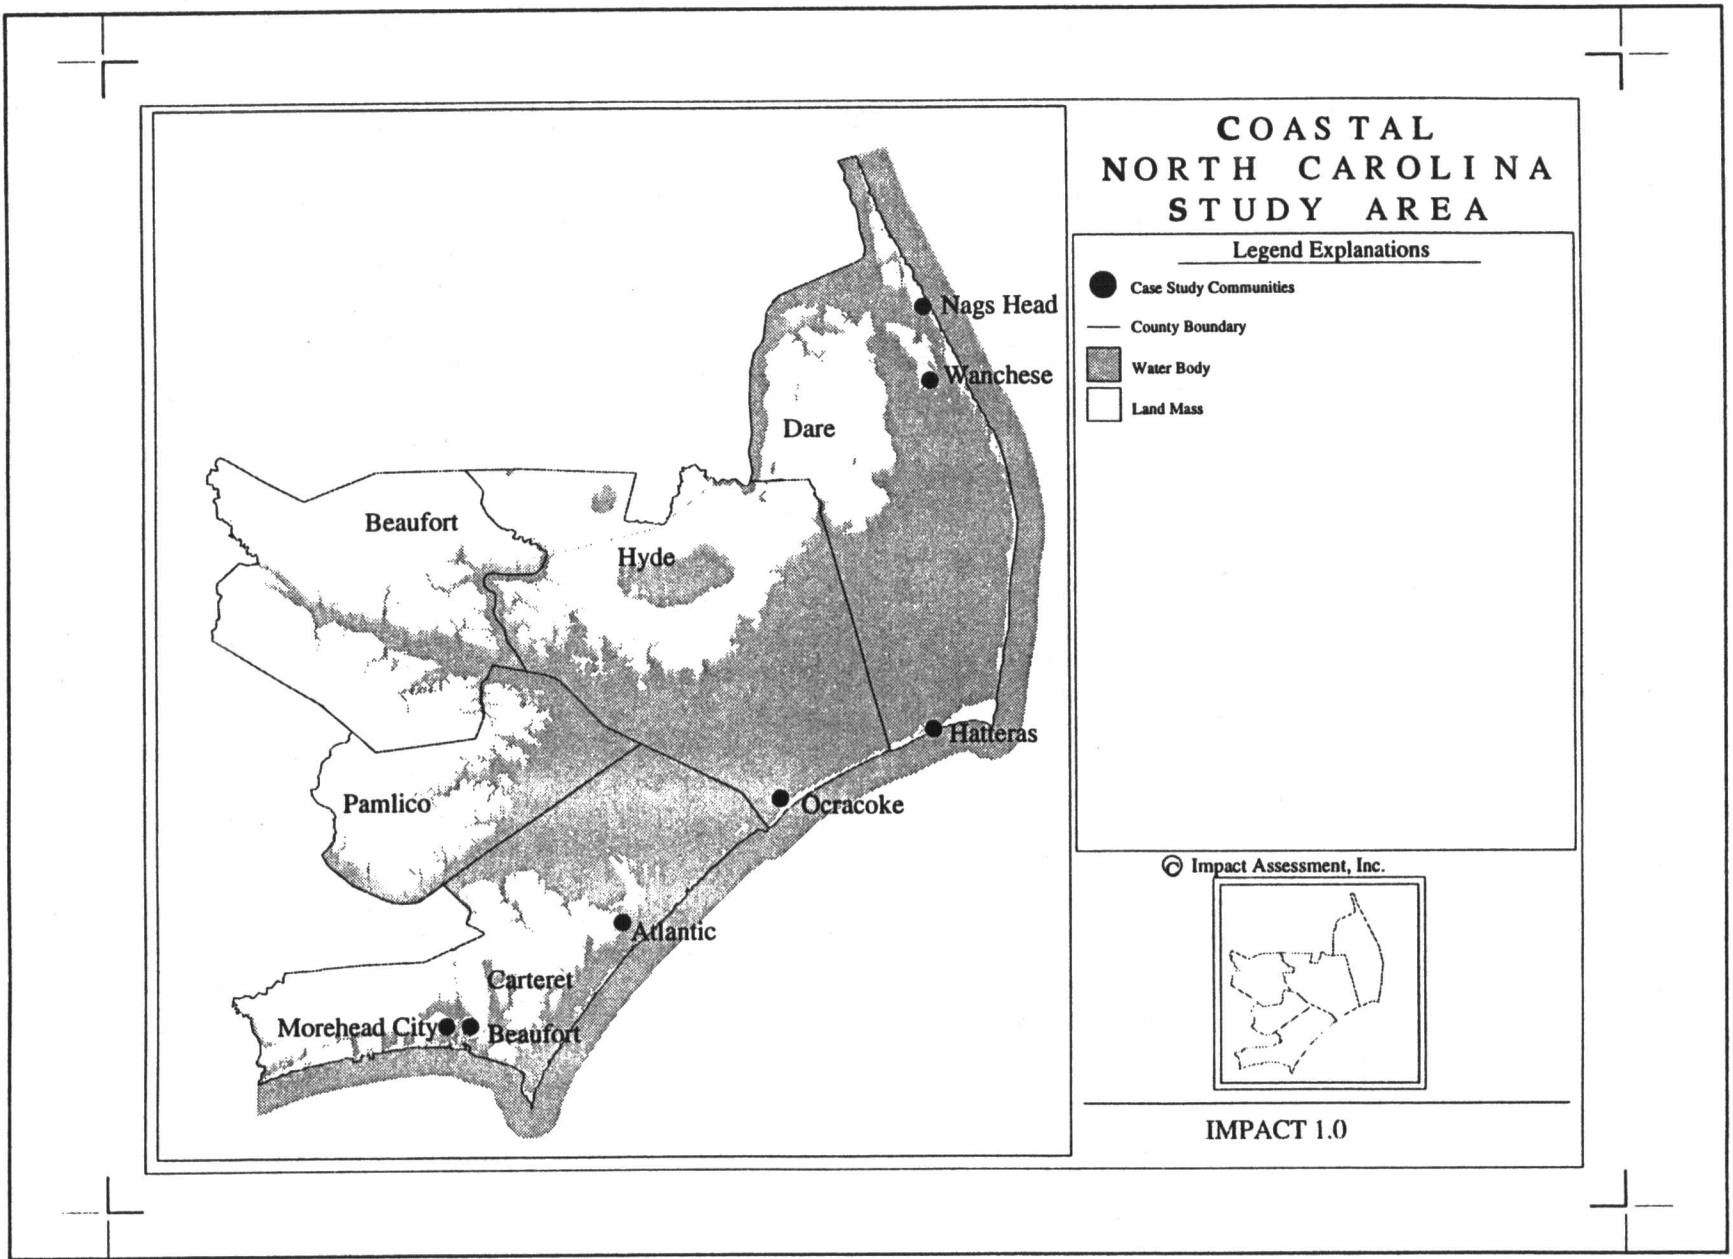 COASTAL
NORTH CAROLINA
STUDY AREA
Legend Explanations
Case Study Communities
County Boundary
Water Body
Land Mass
Nags Head
Wanchese
Dare
Beaufort
Hyde
Hatteras
Pamlico
Ocracoke
Atlantic
Carteret
Morehead City
Beaufort
© Impact Assessment, Inc.
IMPACT 1.0